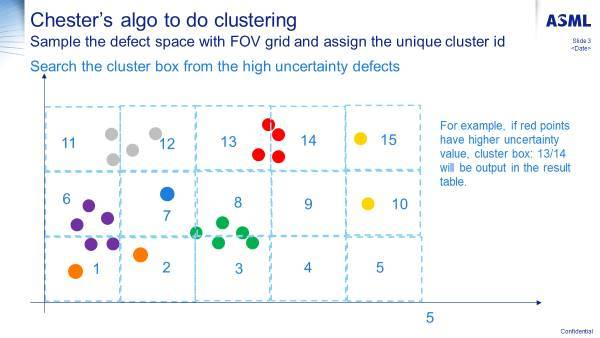 Chester's algo to do clustering
Sample the defect space with FOV grid and assign the unique cluster id
Search the cluster box from the high uncertainty defects
ASML
Slide 3
<Date>
11 12 13 14 15
6 7 8 9 10
1 2 3 4 5
5
For example, if red points
have higher uncertainty
value, cluster box: 13/14
will be output in the result
table.
Confidential